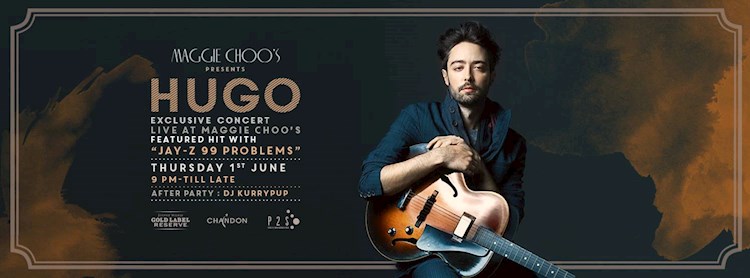 MAGGIE CHOO'S
PRESENTS
HUGO
EXCLUSIVE CONCERT
LIVE AT MAGGIE CHOO'S
FEATURED HIT WITH
"JAY-Z 99 PROBLEMS"
THURSDAY 1ST JUNE
9 PM-TILL LATE
AFTER PARTY : DJ KURRYPUP
GOLD LABEL
RESERVE
CHANDON
P2S